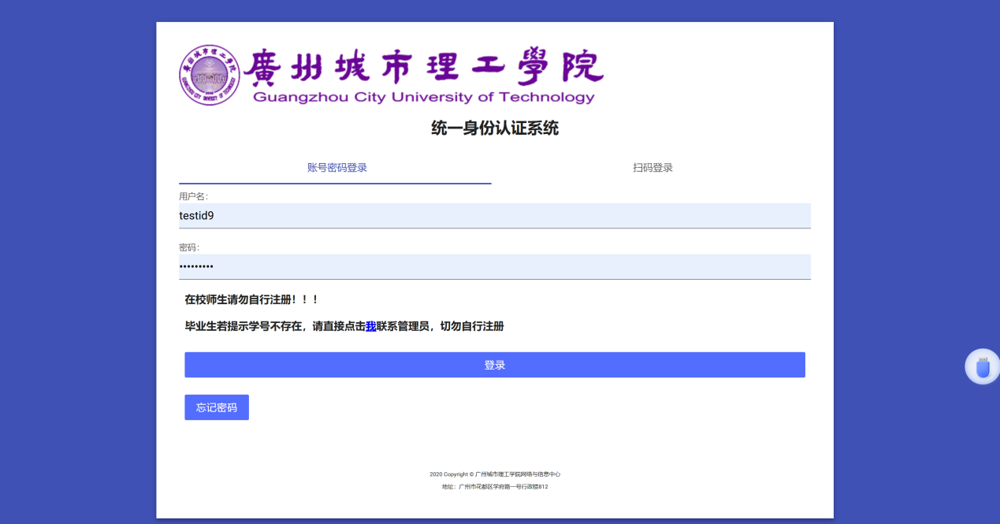 廣州城市理工學院
Guangzhou City University of Technology
统一身份认证系统
账号密码登录 扫码登录
用户名：
testid9
密码：
•••••••••
在校师生请勿自行注册！！！
毕业生若提示学号不存在，请直接点击我联系管理员，切勿自行注册
登录
忘记密码
2020 Copyright © 广州城市理工学院网络与信息中心
地址：广州市花都区学府路一号行政楼812